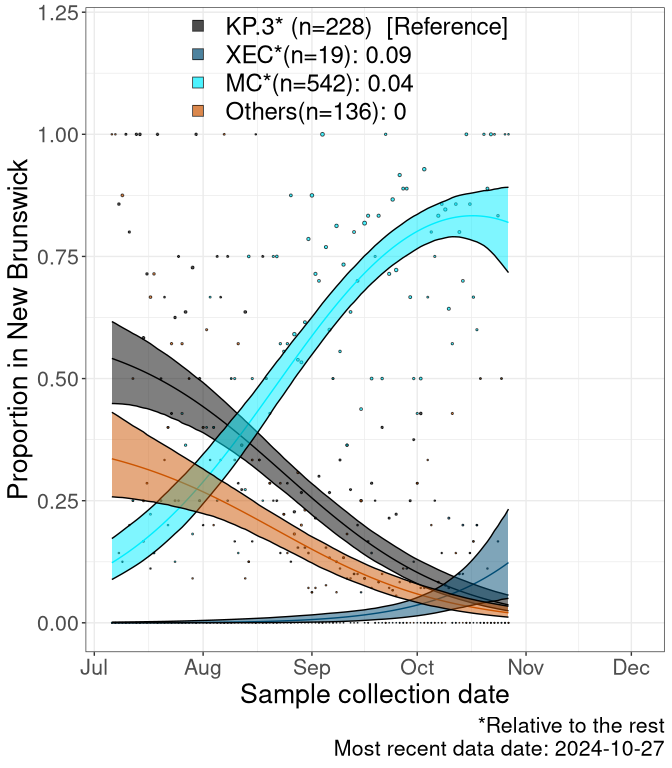 1.25
KP.3* (n=228)  [Reference]
XEC*(n=19): 0.09
MC*(n=542): 0.04
Others(n=136): 0
1.00
0.75
0.50
0.25
0.00
Proportion in New Brunswick
Jul Aug Sep Oct Nov Dec
Sample collection date
*Relative to the rest
Most recent data date: 2024-10-27